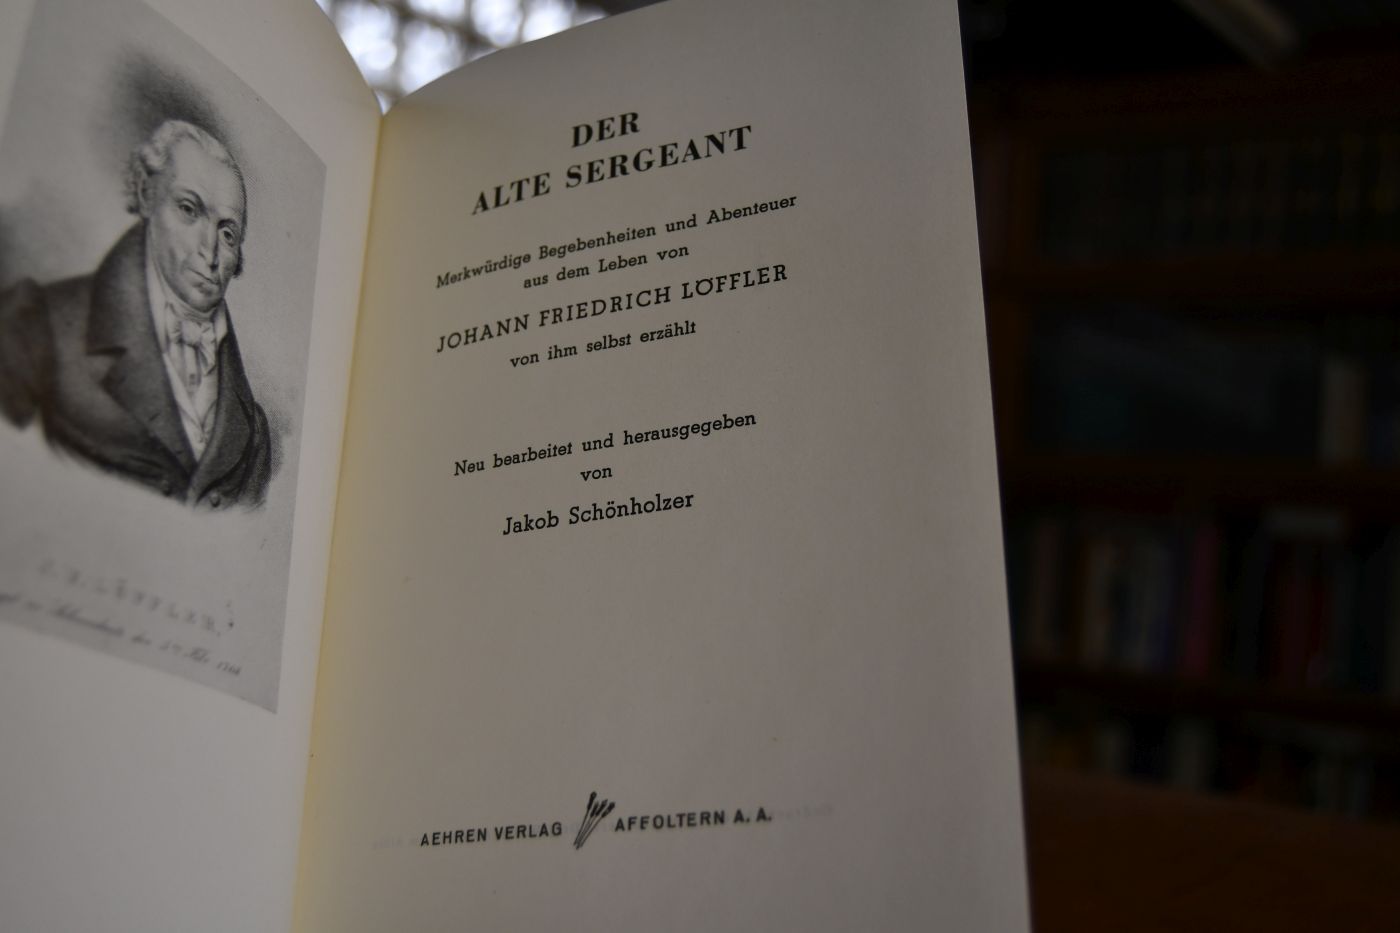 J. F. LÖFFLER.
DER
ALTE SERGEANT
Merkwürdige Begebenheiten und Abenteuer
aus dem Leben von
JOHANN FRIEDRICH LÖFFLER
von ihm selbst erzählt
Neu bearbeitet und herausgegeben
von
Jakob Schönholzer
AEHREN VERLAG AFFOLTERN A. A.